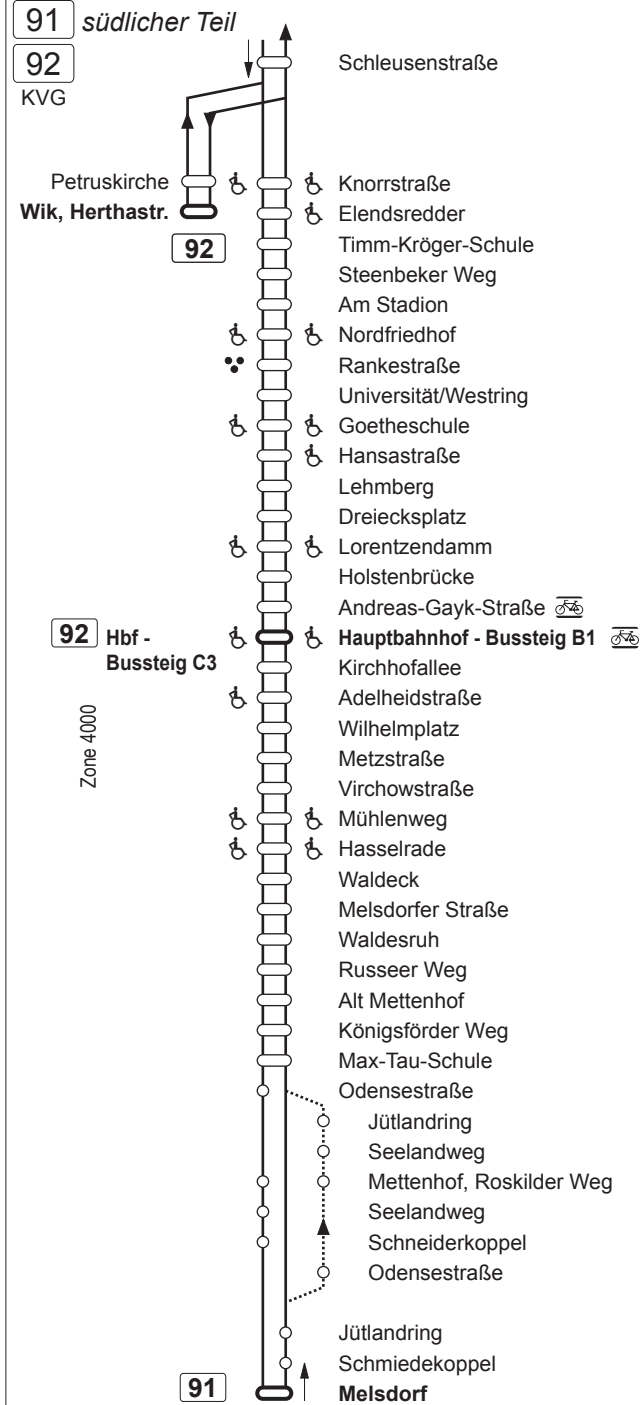 91 südlicher Teil
92
KVG
Schleusenstraße
Petruskirche
Knorrstraße
Wik, Herthastr.
Elendsredder
92
Timm-Kröger-Schule
Steenbeker Weg
Am Stadion
Nordfriedhof
Rankestraße
Universität/Westring
Goetheschule
Hansastraße
Lehmberg
Dreiecksplatz
Lorentzendamm
Holstenbrücke
Andreas-Gayk-Straße
92 Hbf - Bussteig C3
Hauptbahnhof - Bussteig B1
Kirchhofallee
Adelheidstraße
Zone 4000
Wilhelmplatz
Metzstraße
Virchowstraße
Mühlenweg
Hasselrade
Waldeck
Melsdorfer Straße
Waldesruh
Russeer Weg
Alt Mettenhof
Königsförder Weg
Max-Tau-Schule
Odensestraße
Jütlandring
Seelandweg
Mettenhof, Roskilder Weg
Seelandweg
Schneiderkoppel
Odensestraße
Jütlandring
Schmiedekoppel
91
Melsdorf